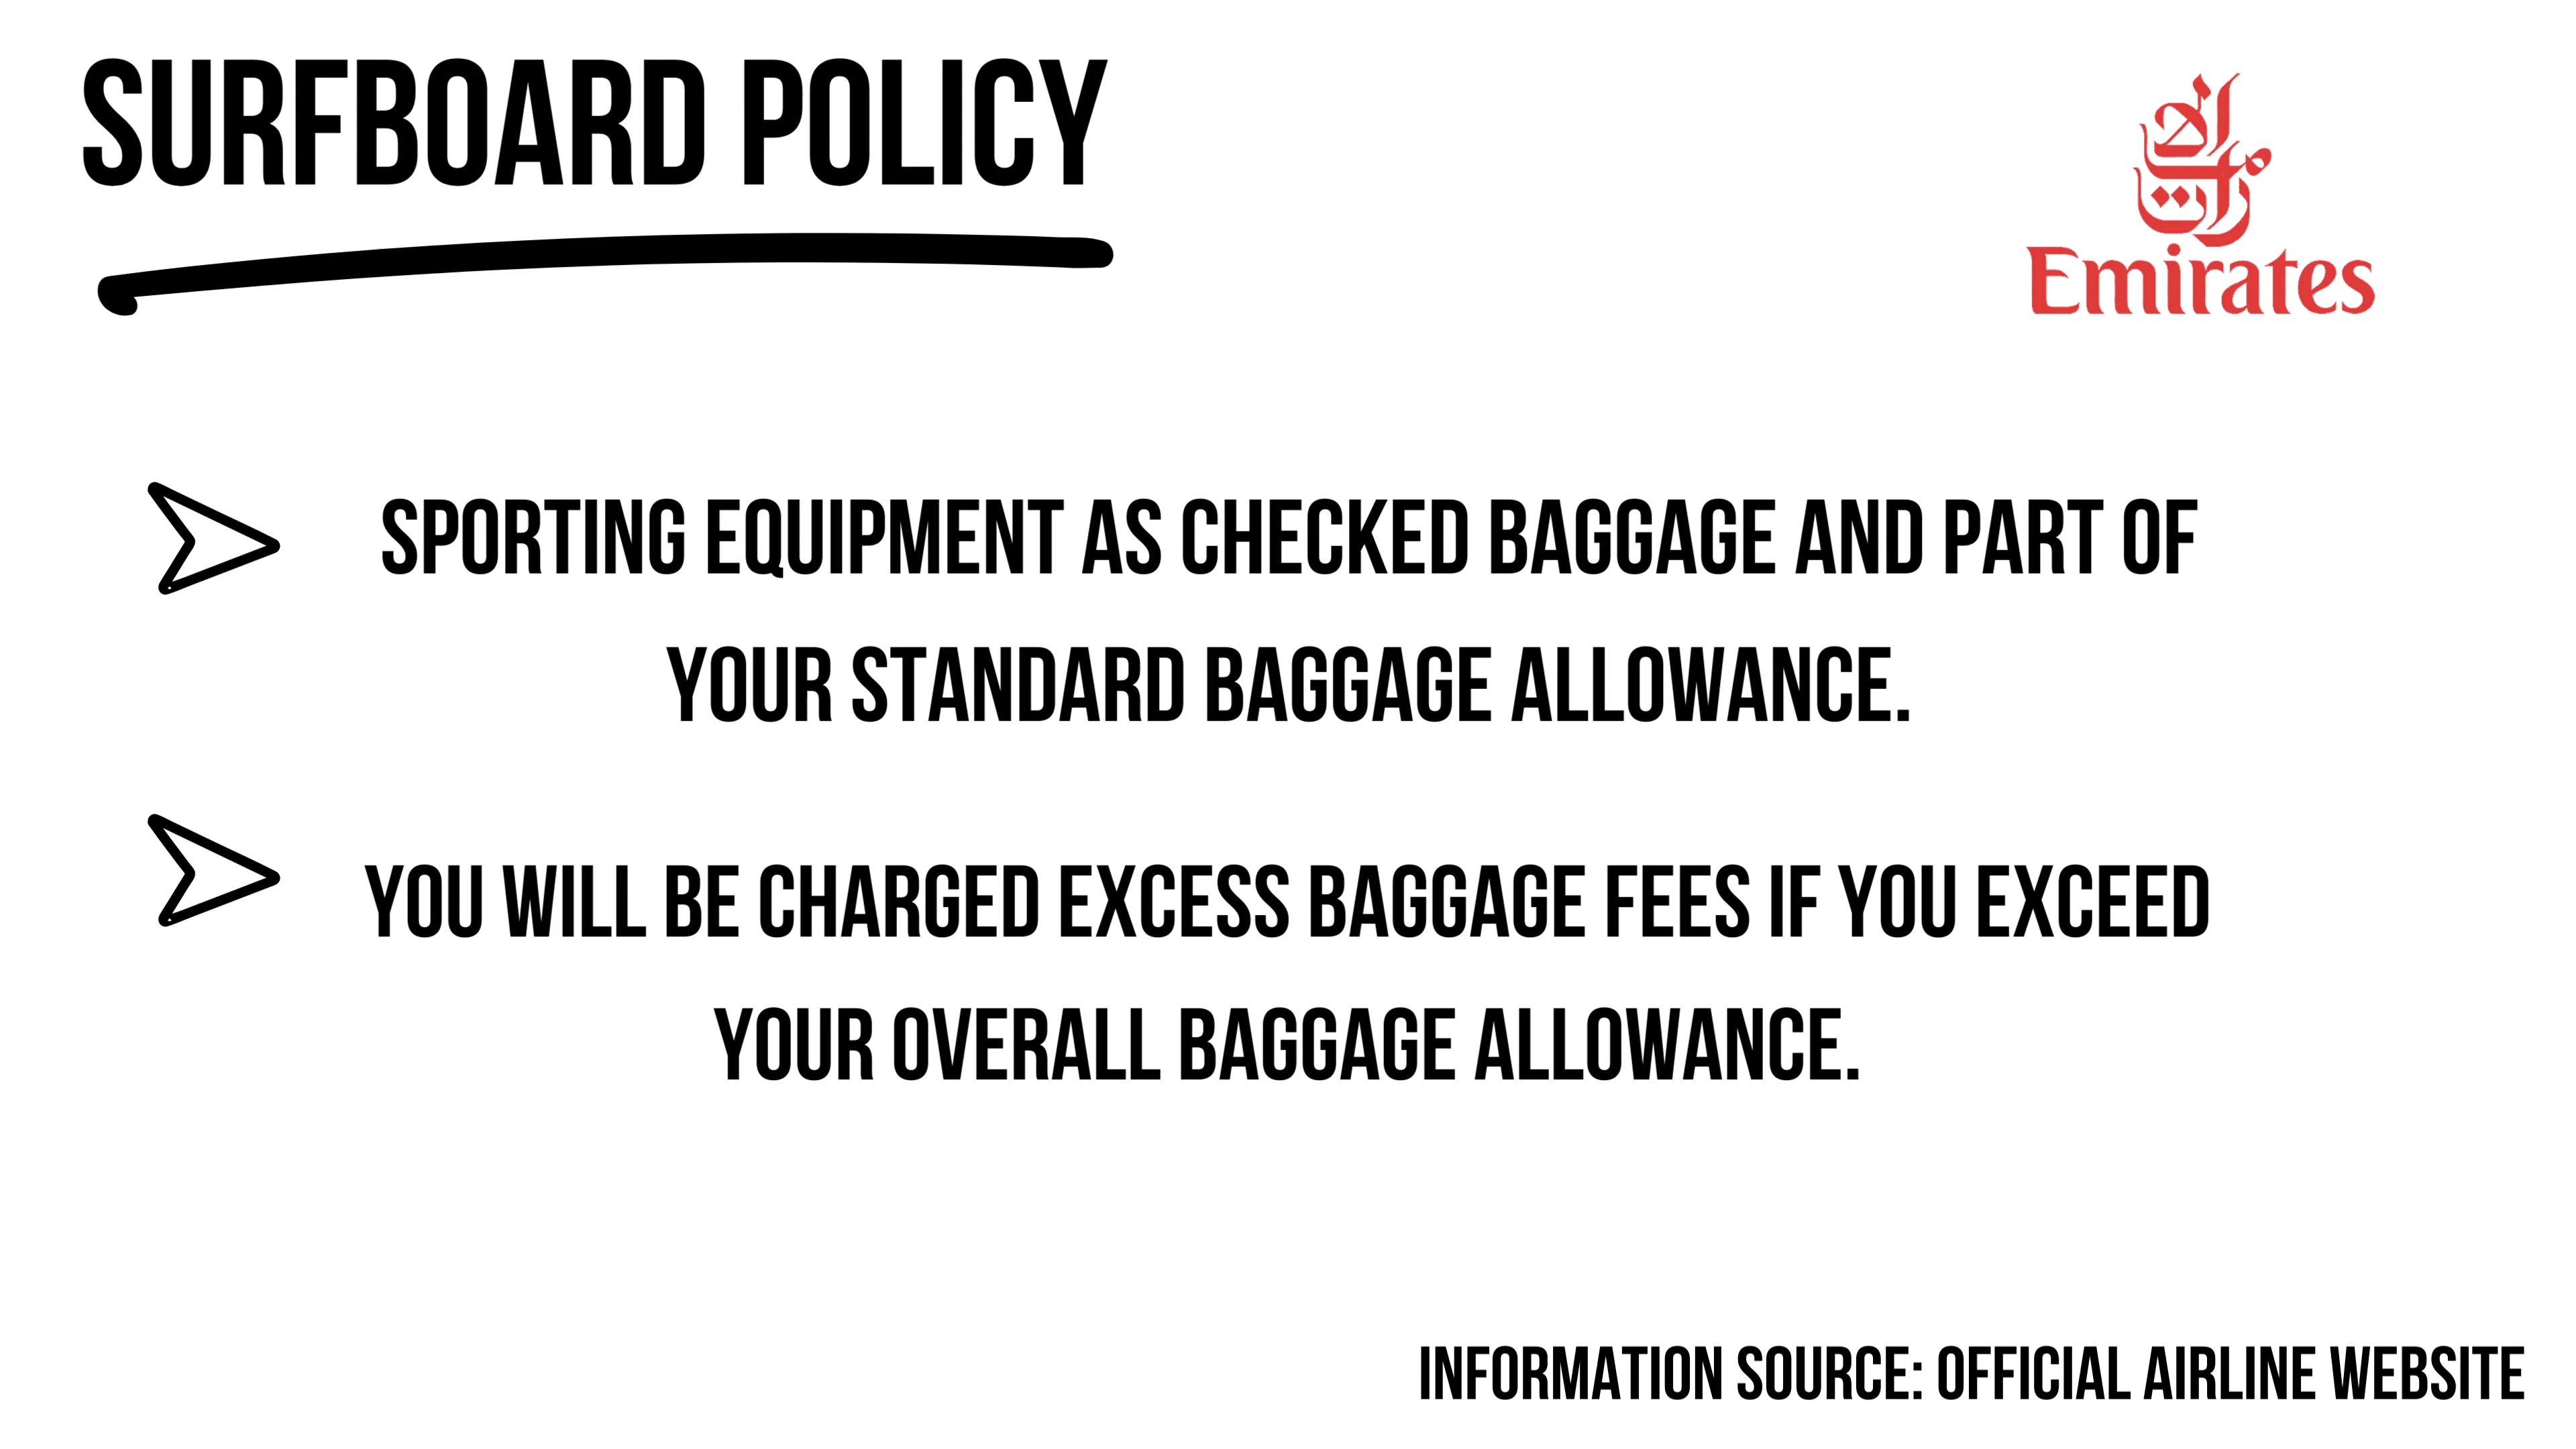 SURFBOARD POLICY
امارات
Emirates
SPORTING EQUIPMENT AS CHECKED BAGGAGE AND PART OF
YOUR STANDARD BAGGAGE ALLOWANCE.
YOU WILL BE CHARGED EXCESS BAGGAGE FEES IF YOU EXCEED
YOUR OVERALL BAGGAGE ALLOWANCE.
INFORMATION SOURCE: OFFICIAL AIRLINE WEBSITE